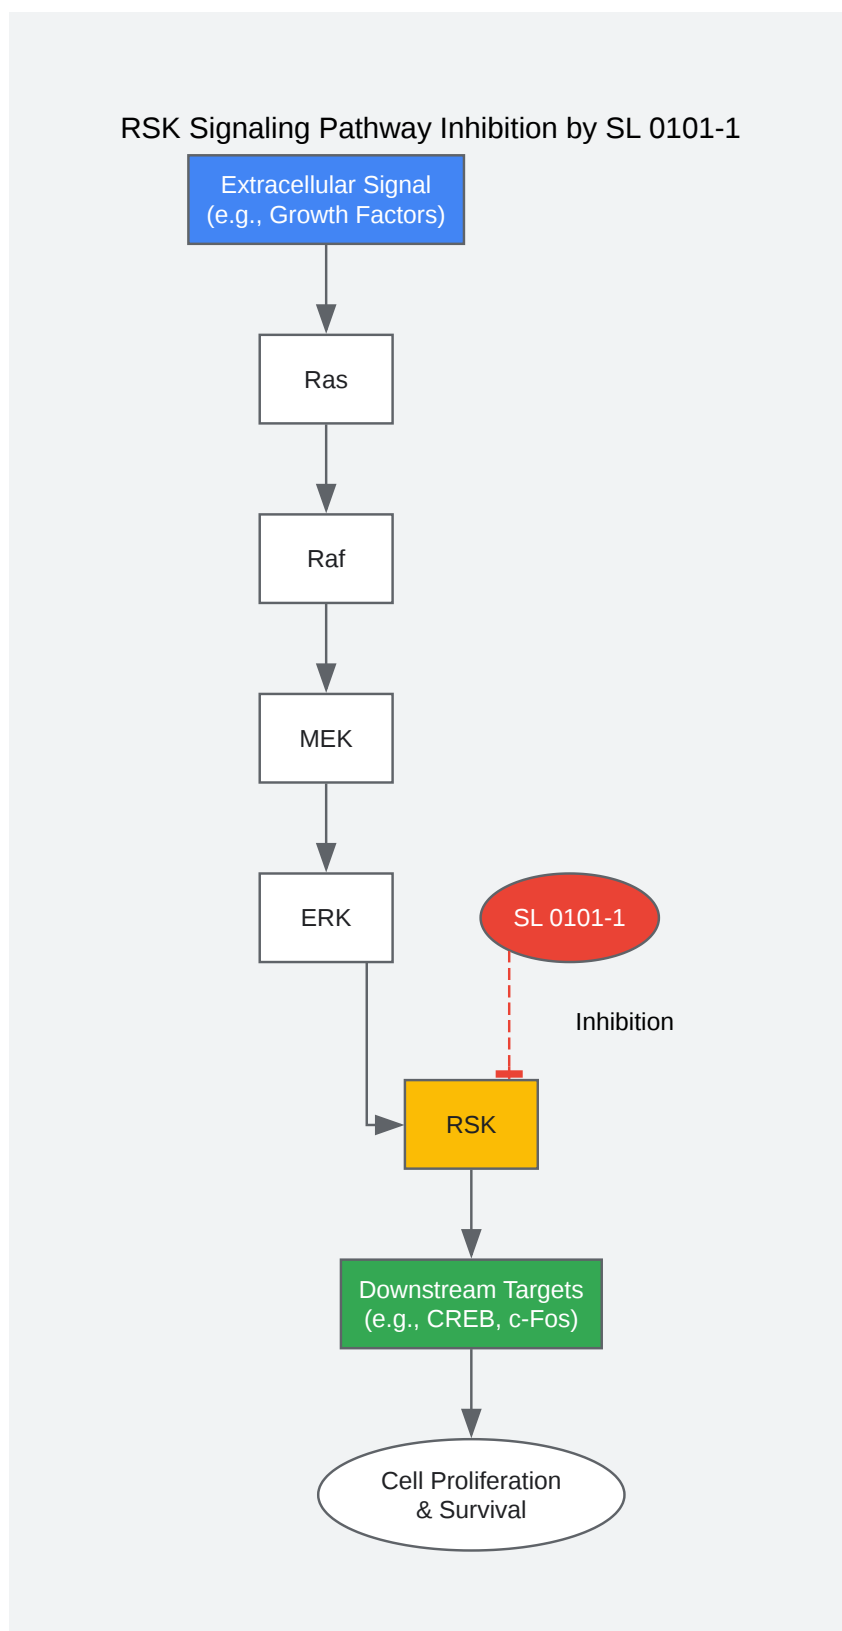 RSK Signaling Pathway Inhibition by SL 0101-1
Extracellular Signal
(e.g., Growth Factors)
Ras
Raf
MEK
ERK
SL 0101-1
Inhibition
RSK
Downstream Targets
(e.g., CREB, c-Fos)
Cell Proliferation
& Survival